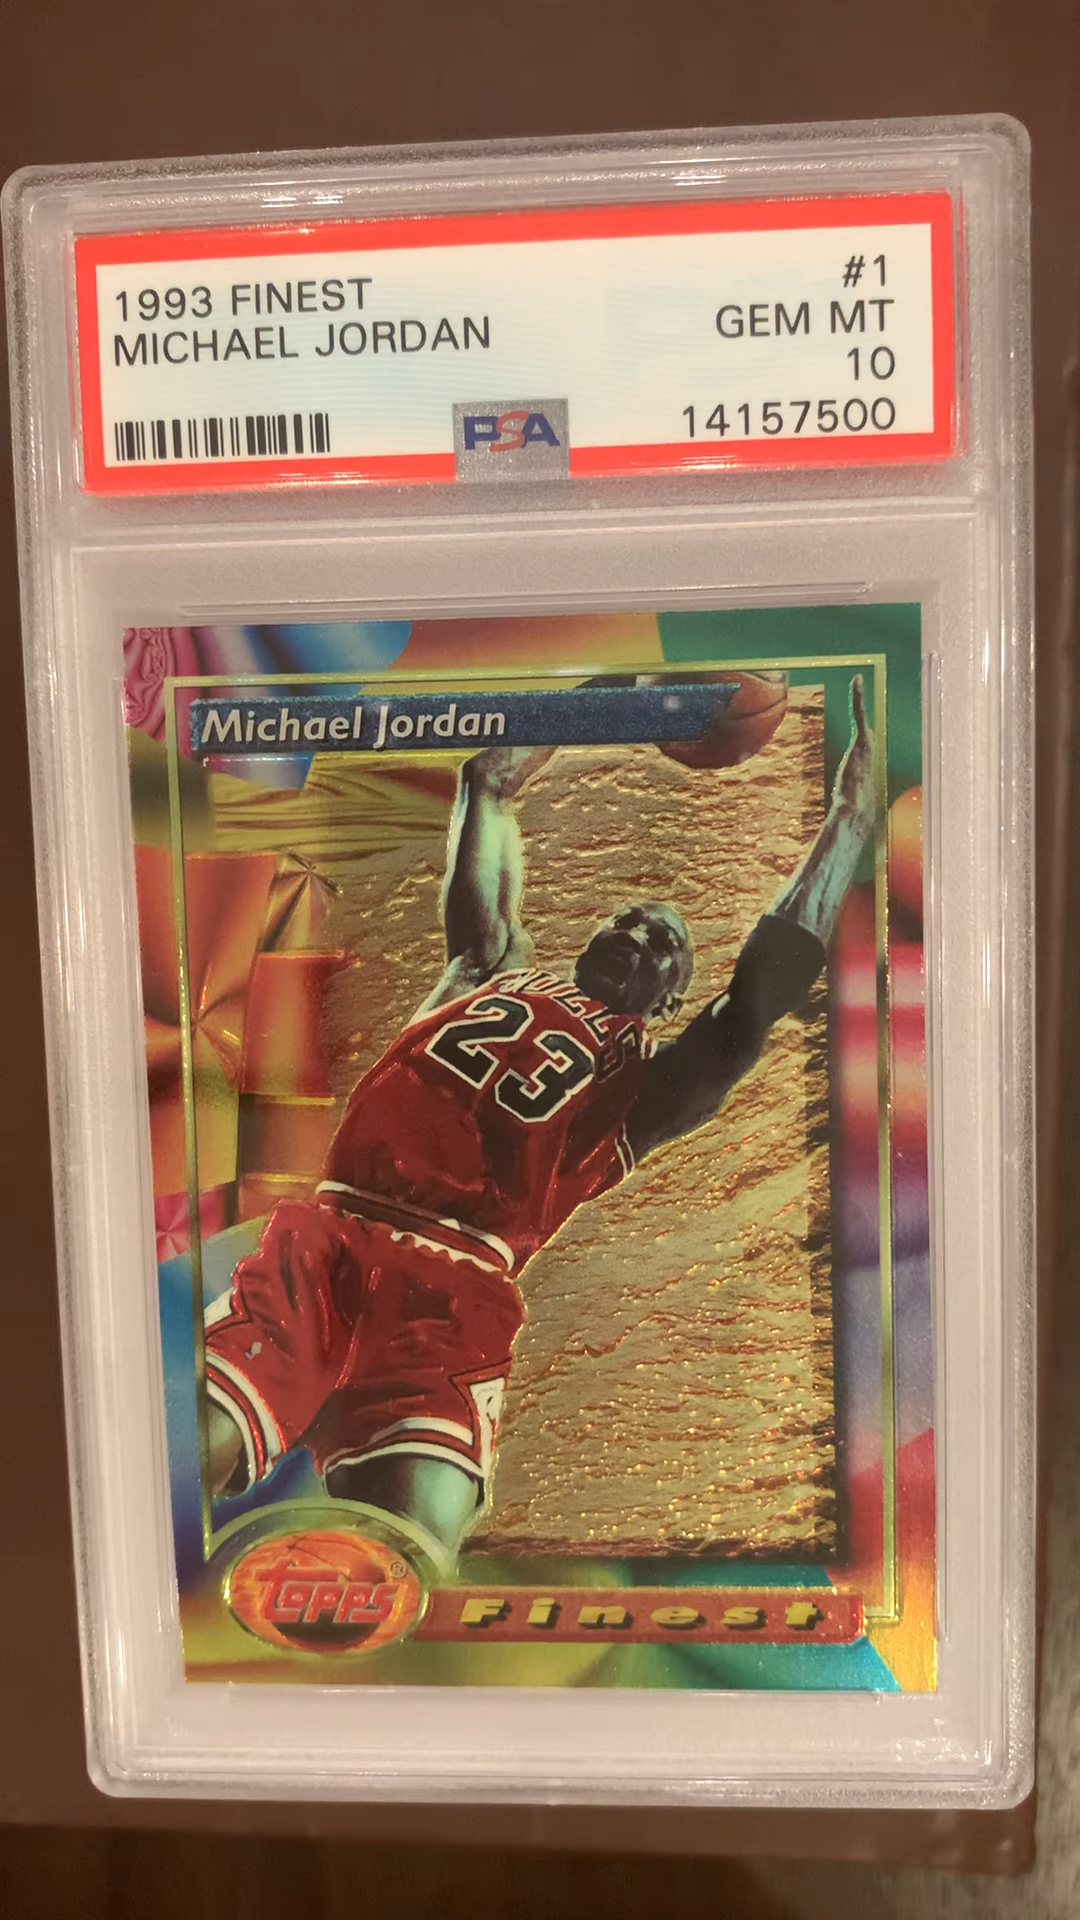 1993 FINEST
MICHAEL JORDAN
#1
GEM MT
10
14157500
PSA
Michael Jordan
23
Topps®
Finest